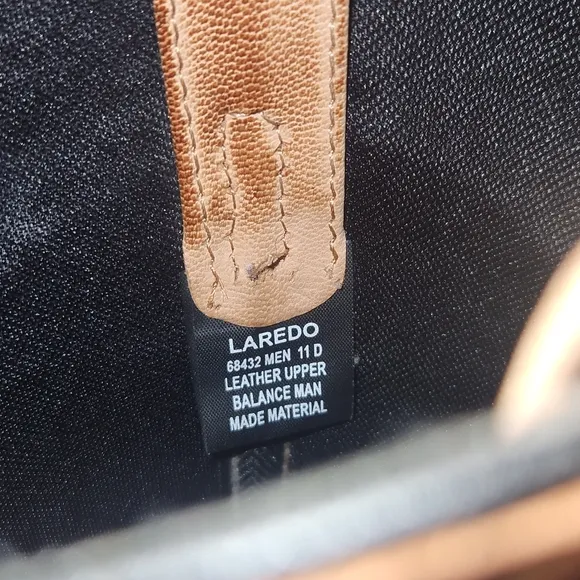 LAREDO
68432 MEN 11 D
LEATHER UPPER
BALANCE MAN
MADE MATERIAL